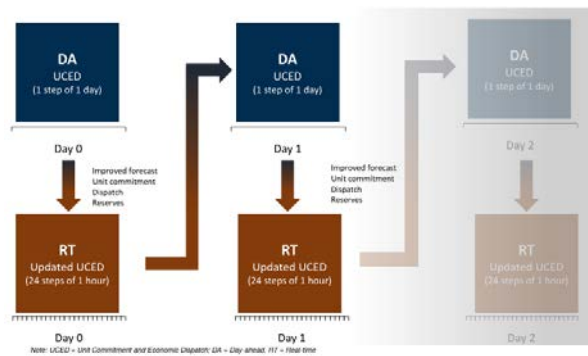 DA
UCED
(1 step of 1 day)
Day 0
Improved forecast
Unit commitment
Dispatch
Reserves
RT
Updated UCED
(24 steps of 1 hour)
Day 0
DA
UCED
(1 step of 1 day)
Day 1
Improved forecast
Unit commitment
Dispatch
Reserves
RT
Updated UCED
(24 steps of 1 hour)
Day 1
DA
UCED
(1 step of 1 day)
Day 2
RT
Updated UCED
(24 steps of 1 hour)
Day 2
Note: UCED = Unit Commitment and Economic Dispatch; DA = Day ahead, RT = Real time